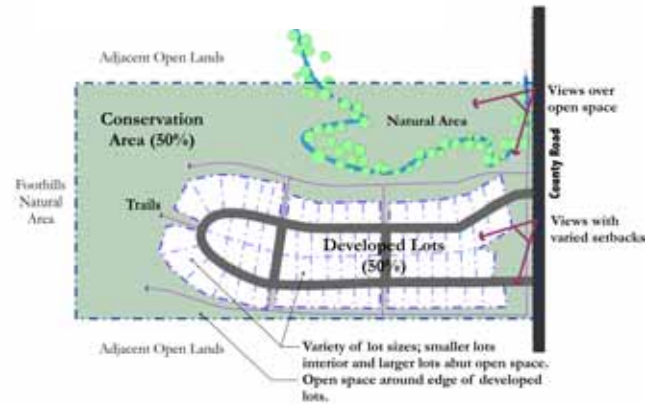 Adjacent Open Lands
Views over
open space
Conservation
Area (50%)
Natural Area
County Road
Foothills
Natural
Area
Trails
Views with
varied setbacks
Developed Lots
(50%)
Variety of lot sizes; smaller lots
interior and larger lots abut open space.
Adjacent Open Lands
Open space around edge of developed
lots.